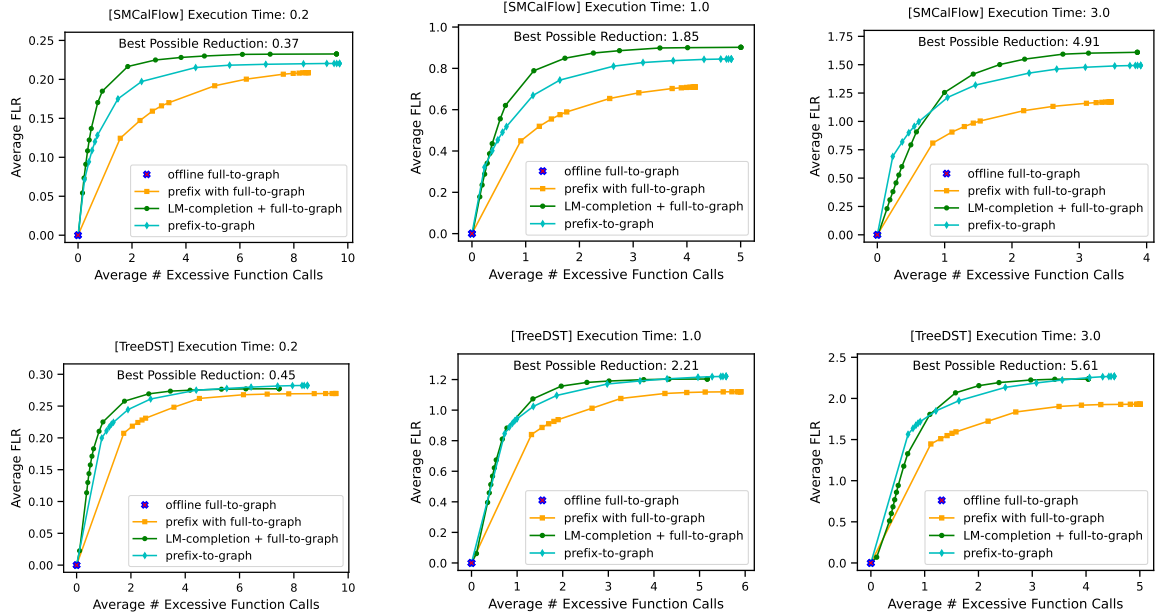 [SMCalFlow] Execution Time: 0.2
Best Possible Reduction: 0.37
Average FLR
0.25
0.20
0.15
0.10
0.05
0.00
offline full-to-graph
prefix with full-to-graph
LM-completion + full-to-graph
prefix-to-graph
0 2 4 6 8 10
Average # Excessive Function Calls
[SMCalFlow] Execution Time: 1.0
Best Possible Reduction: 1.85
Average FLR
1.0
0.8
0.6
0.4
0.2
0.0
offline full-to-graph
prefix with full-to-graph
LM-completion + full-to-graph
prefix-to-graph
0 1 2 3 4 5
Average # Excessive Function Calls
[SMCalFlow] Execution Time: 3.0
Best Possible Reduction: 4.91
Average FLR
1.75
1.50
1.25
1.00
0.75
0.50
0.25
0.00
offline full-to-graph
prefix with full-to-graph
LM-completion + full-to-graph
prefix-to-graph
0 1 2 3 4
Average # Excessive Function Calls
[TreeDST] Execution Time: 0.2
Best Possible Reduction: 0.45
Average FLR
0.30
0.25
0.20
0.15
0.10
0.05
0.00
offline full-to-graph
prefix with full-to-graph
LM-completion + full-to-graph
prefix-to-graph
0 2 4 6 8 10
Average # Excessive Function Calls
[TreeDST] Execution Time: 1.0
Best Possible Reduction: 2.21
Average FLR
1.2
1.0
0.8
0.6
0.4
0.2
0.0
offline full-to-graph
prefix with full-to-graph
LM-completion + full-to-graph
prefix-to-graph
0 1 2 3 4 5 6
Average # Excessive Function Calls
[TreeDST] Execution Time: 3.0
Best Possible Reduction: 5.61
Average FLR
2.5
2.0
1.5
1.0
0.5
0.0
offline full-to-graph
prefix with full-to-graph
LM-completion + full-to-graph
prefix-to-graph
0 1 2 3 4 5
Average # Excessive Function Calls